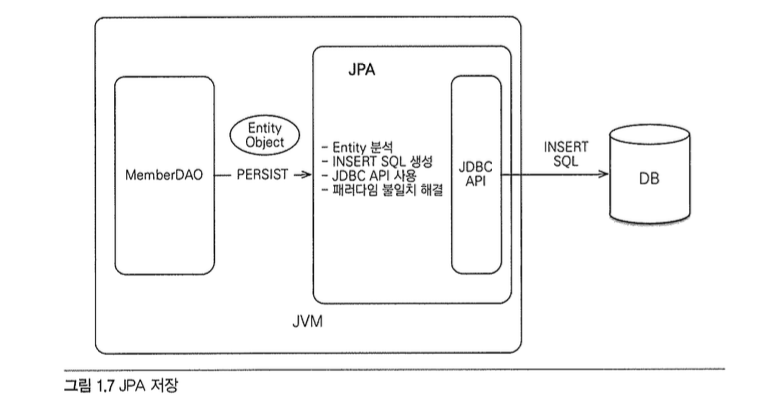 JPA
Entity
Object
MemberDAO
PERSIST
- Entity 분석
- INSERT SQL 생성
- JDBC API 사용
- 패러다임 불일치 해결
JDBC
API
INSERT
SQL
DB
JVM
그림 1.7 JPA 저장